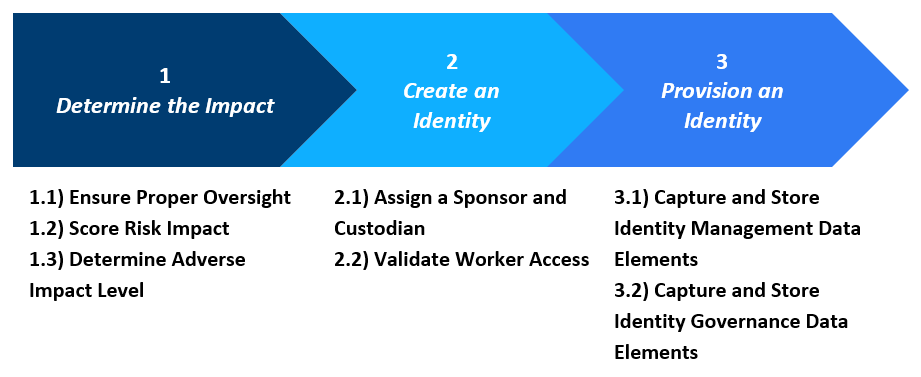 1
Determine the Impact
2
Create an
Identity
3
Provision an
Identity
1.1) Ensure Proper Oversight
1.2) Score Risk Impact
1.3) Determine Adverse
Impact Level
2.1) Assign a Sponsor and
Custodian
2.2) Validate Worker Access
3.1) Capture and Store
Identity Management Data
Elements
3.2) Capture and Store
Identity Governance Data
Elements